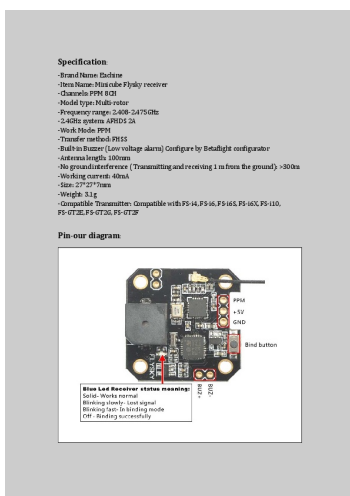 Specification:
-Brand Name: Eachine
-Item Name: Minicube Flysky receiver
-Channels: PPM 8CH
-Model type: Multi-rotor
-Frequency range: 2.408-2.475GHz
-2.4GHz system: AFHDS 2A
-Work Mode: PPM
-Transfer method: FHSS
-Built-in Buzzer (Low voltage alarm) Configure by Betaflight configurator
-Antenna length: 100mm
-No ground interference ( Transmitting and receiving 1 m from the ground): >300m
-Working current: 40mA
-Size: 27*27*7mm
-Weight: 3.1g
-Compatible Transmitter: Compatible with FS-i4, FS-i6, FS-i6S, FS-i6X, FS-i10,
FS-GT2E, FS-GT2G, FS-GT2F
Pin-our diagram:
PPM
+5V
GND
Bind button
FLYSKY
BUZ-
BUZ+
Blue Led Receiver status meaning:
Solid- Works normal
Blinking slowly- Lost signal
Blinking fast- In binding mode
Off - Binding successfully